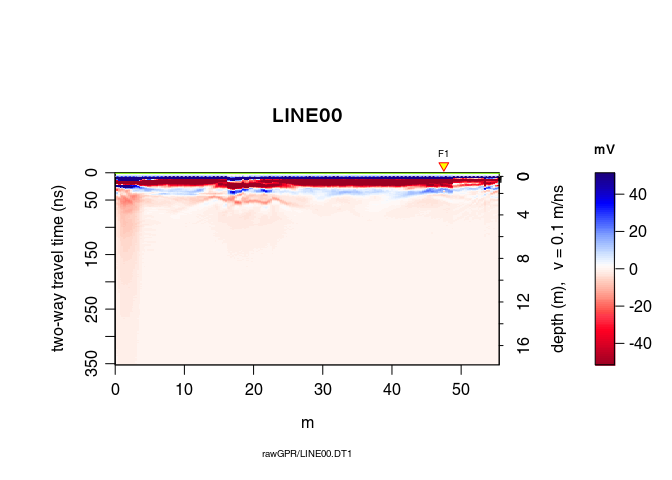 LINE00
F1
mV
0
50
150
250
350
two-way travel time (ns)
0
4
8
12
16
depth (m),   v = 0.1 m/ns
40
20
0
-20
-40
0 10 20 30 40 50
m
rawGPR/LINE00.DT1